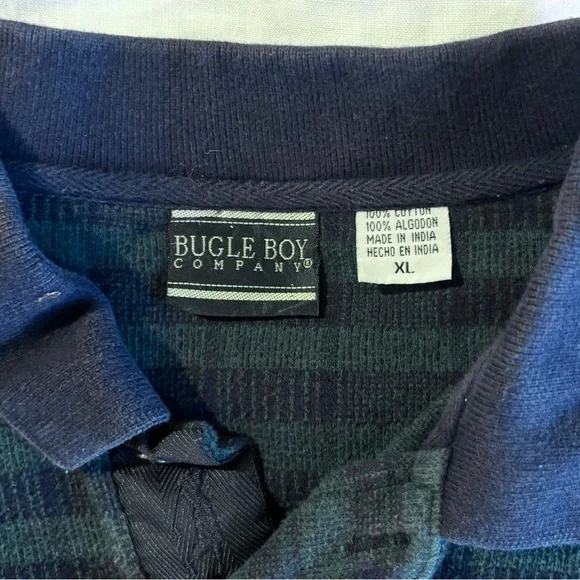 BUGLE BOY
COMPANY®
100% COTTON
100% ALGODON
MADE IN INDIA
HECHO EN INDIA
XL